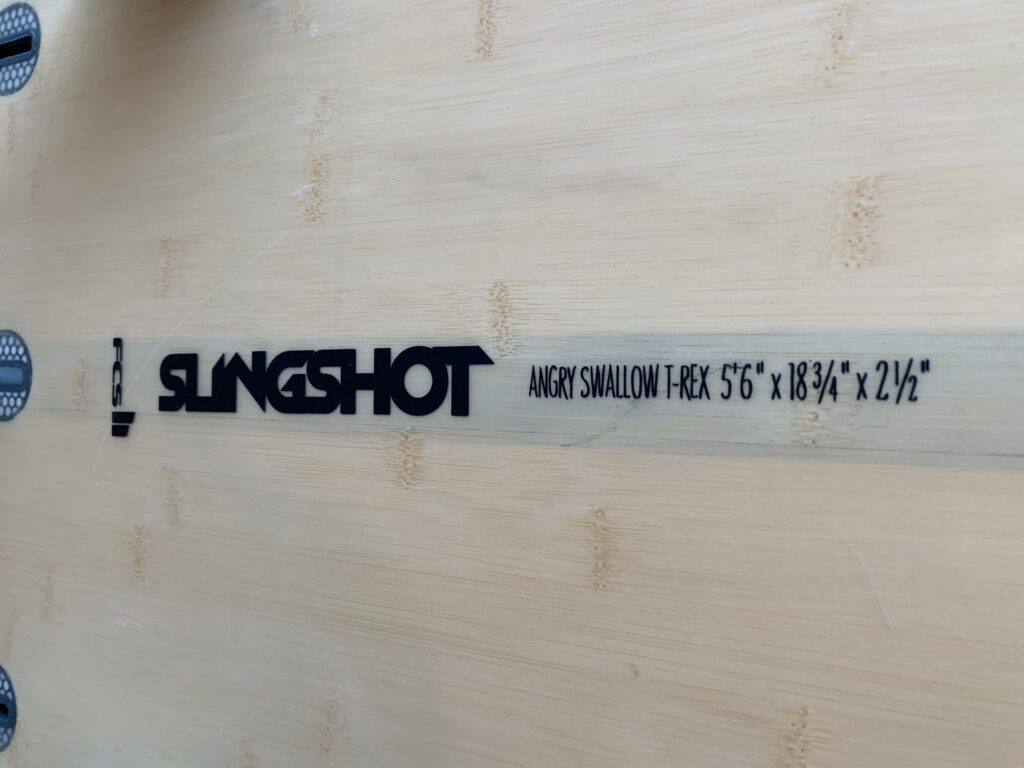 FCS II
SLINGSHOT ANGRY SWALLOW T-REX 5'6" x 18 3/4" x 2 1/2"